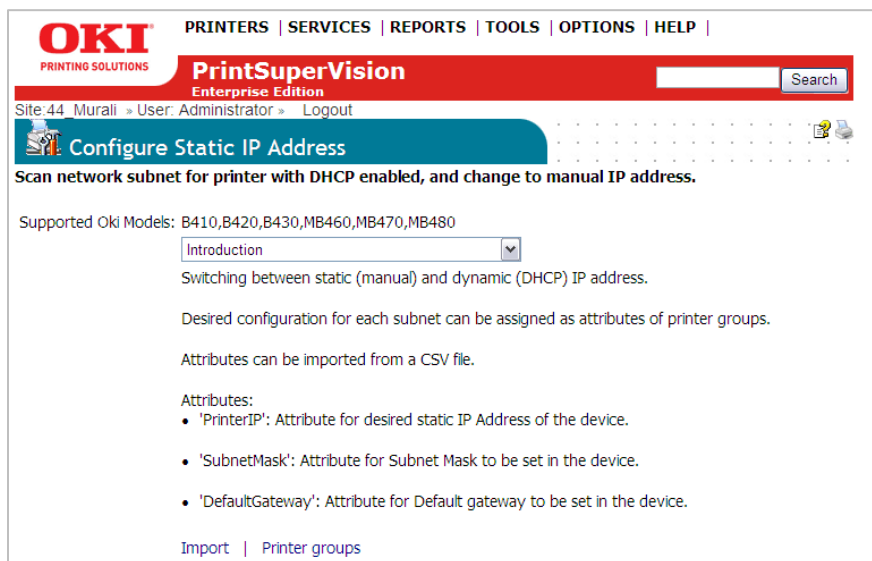 OKI
PRINTING SOLUTIONS
PRINTERS | SERVICES | REPORTS | TOOLS | OPTIONS | HELP |
PrintSuperVision
Enterprise Edition
Search
Site:44_Murali » User: Administrator » Logout
Configure Static IP Address
Scan network subnet for printer with DHCP enabled, and change to manual IP address.
Supported Oki Models: B410,B420,B430,MB460,MB470,MB480
Introduction
Switching between static (manual) and dynamic (DHCP) IP address.
Desired configuration for each subnet can be assigned as attributes of printer groups.
Attributes can be imported from a CSV file.
Attributes:
• 'PrinterIP': Attribute for desired static IP Address of the device.
• 'SubnetMask': Attribute for Subnet Mask to be set in the device.
• 'DefaultGateway': Attribute for Default gateway to be set in the device.
Import | Printer groups